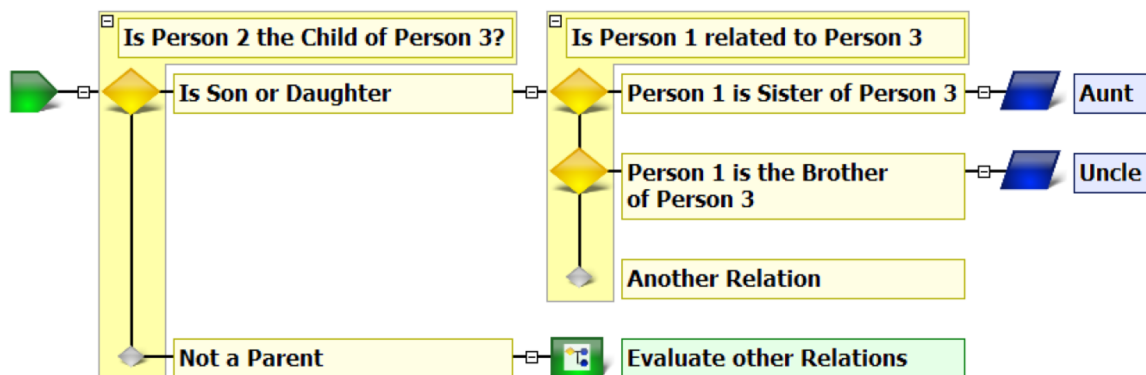 Is Person 2 the Child of Person 3?
Is Person 1 related to Person 3
Is Son or Daughter
Person 1 is Sister of Person 3
Aunt
Person 1 is the Brother
of Person 3
Uncle
Another Relation
Not a Parent
Evaluate other Relations